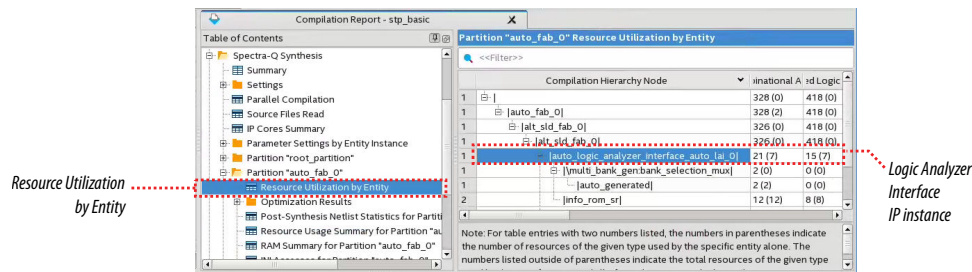 Compilation Report - stp_basic
Table of Contents
Spectra-Q Synthesis
Summary
Settings
Parallel Compilation
Source Files Read
IP Cores Summary
Parameter Settings by Entity Instance
Partition "root_partition"
Partition "auto_fab_0"
Resource Utilization by Entity
Optimization Results
Post-Synthesis Netlist Statistics for Partiti
Resource Usage Summary for Partition "au
RAM Summary for Partition "auto_fab_0"
Partition "auto_fab_0" Resource Utilization by Entity
<<Filter>>
Compilation Hierarchy Node binational A ed Logic
1 | 328 (0) 418 (0)
1 |auto_fab_0| 328 (2) 418 (0)
1 |alt_sld_fab_0| 326 (0) 418 (0)
1 |alt_sld_fab_0| 326 (0) 418 (0)
1 |auto_logic_analyzer_interface_auto_lai_0| 21 (7) 15 (7)
1 |\multi_bank_gen:bank_selection_mux| 2 (0) 0 (0)
1 |auto_generated| 2 (2) 0 (0)
2 |info_rom_sr| 12 (12) 8 (8)
Note: For table entries with two numbers listed, the numbers in parentheses indicate
the number of resources of the given type used by the specific entity alone. The
numbers listed outside of parentheses indicate the total resources of the given type
Resource Utilization
by Entity
Logic Analyzer
Interface
IP instance